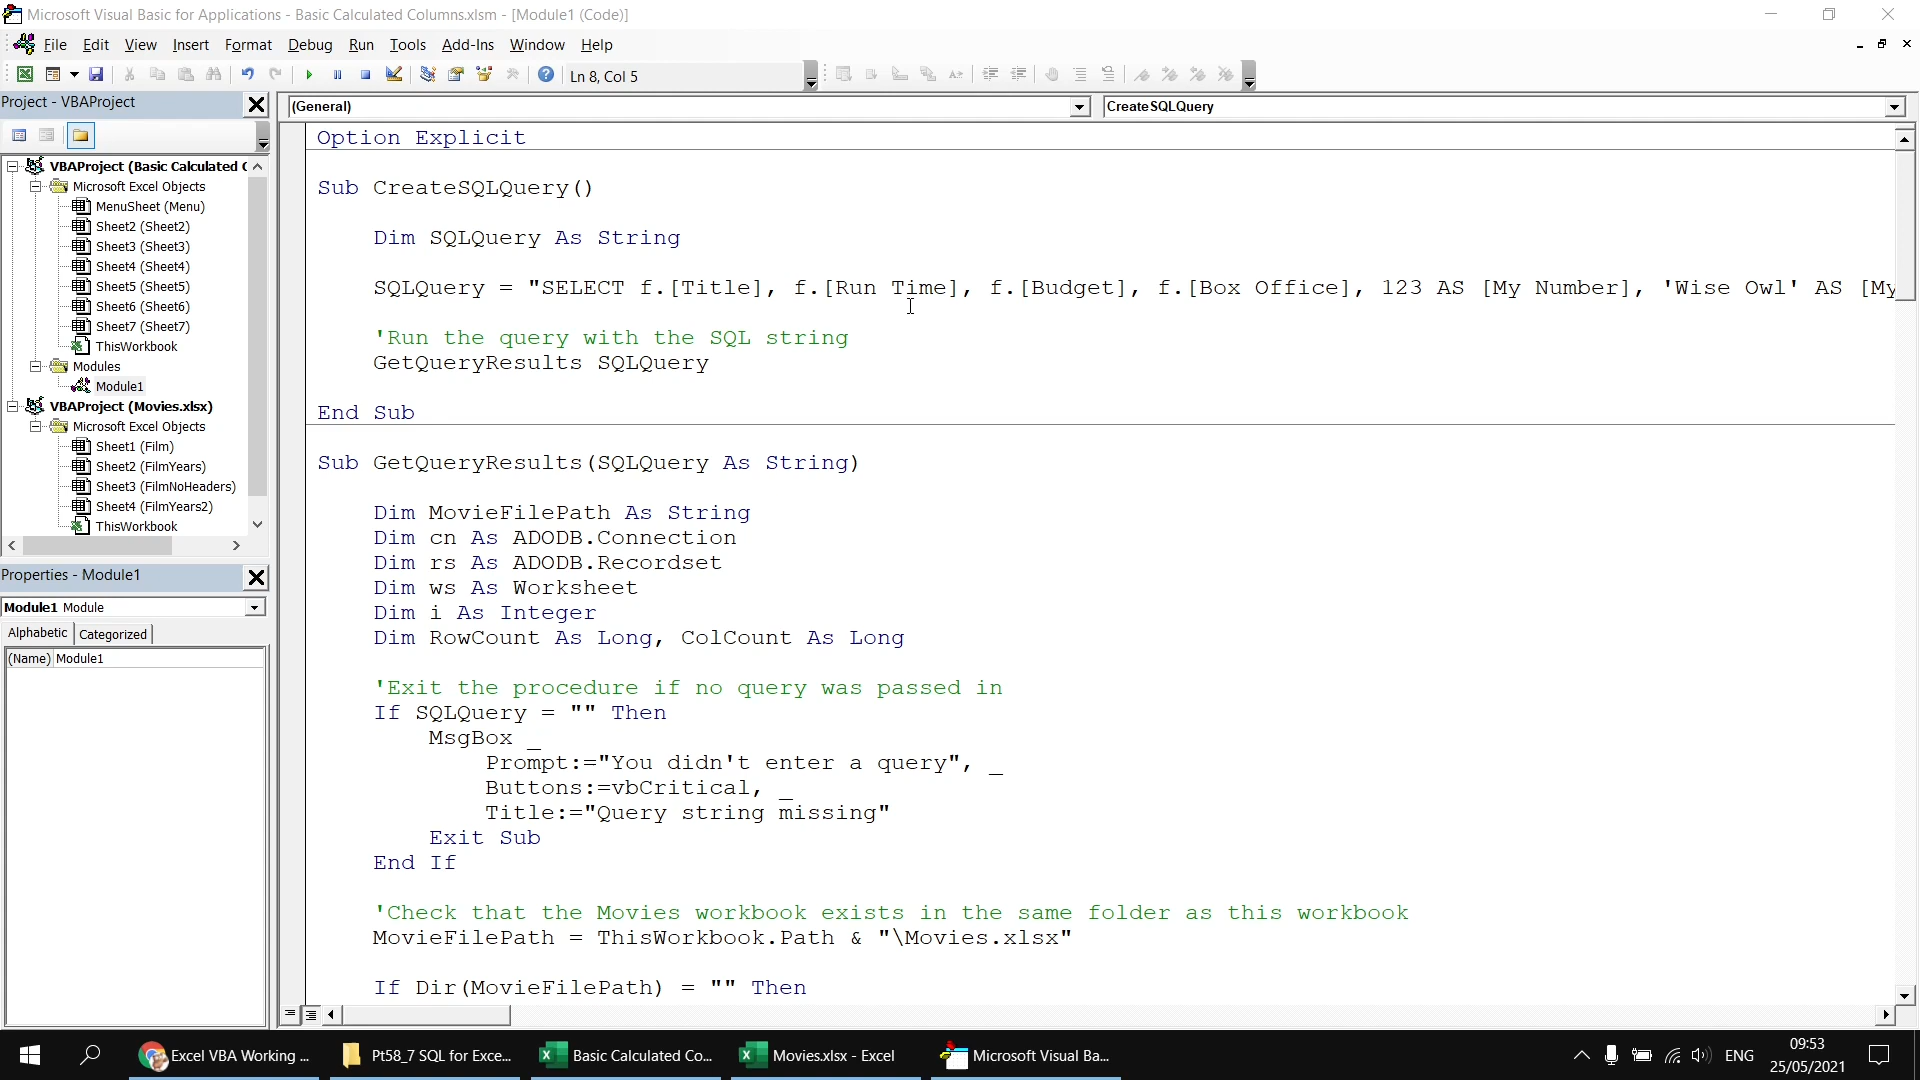 Microsoft Visual Basic for Applications - Basic Calculated Columns.xlsm - [Module1 (Code)]
File Edit View Insert Format Debug Run Tools Add-Ins Window Help
Ln 8, Col 5
Project - VBAProject
(General)
CreateSQLQuery
VBAProject (Basic Calculated C
Microsoft Excel Objects
MenuSheet (Menu)
Sheet2 (Sheet2)
Sheet3 (Sheet3)
Sheet4 (Sheet4)
Sheet5 (Sheet5)
Sheet6 (Sheet6)
Sheet7 (Sheet7)
ThisWorkbook
Modules
Module1
VBAProject (Movies.xlsx)
Microsoft Excel Objects
Sheet1 (Film)
Sheet2 (FilmYears)
Sheet3 (FilmNoHeaders)
Sheet4 (FilmYears2)
ThisWorkbook
Properties - Module1
Module1 Module
Alphabetic Categorized
(Name) Module1
Option Explicit
Sub CreateSQLQuery()
Dim SQLQuery As String
SQLQuery = "SELECT f.[Title], f.[Run Time], f.[Budget], f.[Box Office], 123 AS [My Number], 'Wise Owl' AS [My
'Run the query with the SQL string
GetQueryResults SQLQuery
End Sub
Sub GetQueryResults(SQLQuery As String)
Dim MovieFilePath As String
Dim cn As ADODB.Connection
Dim rs As ADODB.Recordset
Dim ws As Worksheet
Dim i As Integer
Dim RowCount As Long, ColCount As Long
'Exit the procedure if no query was passed in
If SQLQuery = "" Then
MsgBox _
Prompt:="You didn't enter a query", _
Buttons:=vbCritical, _
Title:="Query string missing"
Exit Sub
End If
'Check that the Movies workbook exists in the same folder as this workbook
MovieFilePath = ThisWorkbook.Path & "\Movies.xlsx"
If Dir(MovieFilePath) = "" Then
Excel VBA Working ...
Pt58_7 SQL for Exce...
Basic Calculated Co...
Movies.xlsx - Excel
Microsoft Visual Ba...
ENG
09:53
25/05/2021